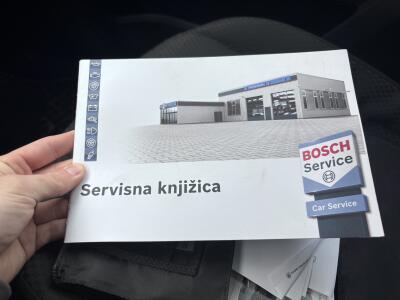 Servisna knjižica
BOSCH
Service
Car Service